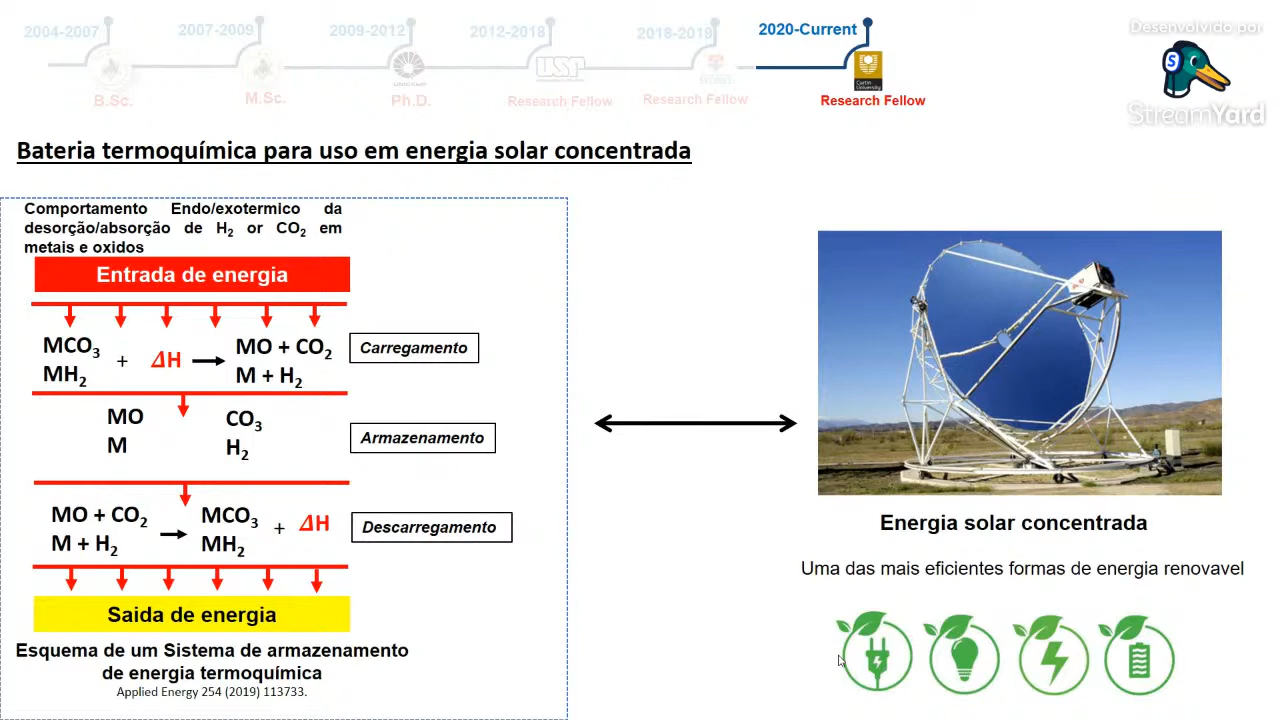 2004-2007
2007-2009
2009-2012
2012-2018
2018-2019
2020-Current
Desenvolvido por
B.Sc.
M.Sc.
UNICAMP
Ph.D.
USP
Research Fellow
Research Fellow
Curtin University
Research Fellow
S
StreamYard
Bateria termoquímica para uso em energia solar concentrada
Comportamento Endo/exotermico da
desorção/absorção de H2 or CO2 em
metais e oxidos
Entrada de energia
MCO3
MH2
+ ΔH
MO + CO2
M + H2
Carregamento
MO
M
CO3
H2
Armazenamento
MO + CO2
M + H2
MCO3
MH2
+ ΔH
Descarregamento
Saida de energia
Esquema de um Sistema de armazenamento
de energia termoquímica
Applied Energy 254 (2019) 113733.
Energia solar concentrada
Uma das mais eficientes formas de energia renovavel